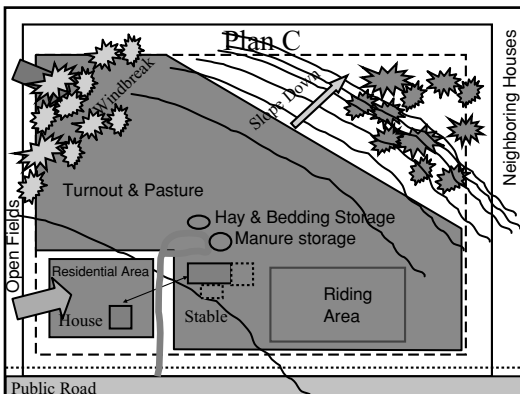 Plan C
Neighboring Houses
Windbreak
Slope Down
Turnout & Pasture
Hay & Bedding Storage
Manure storage
Open Fields
Residential Area
House
Stable
Riding
Area
Public Road